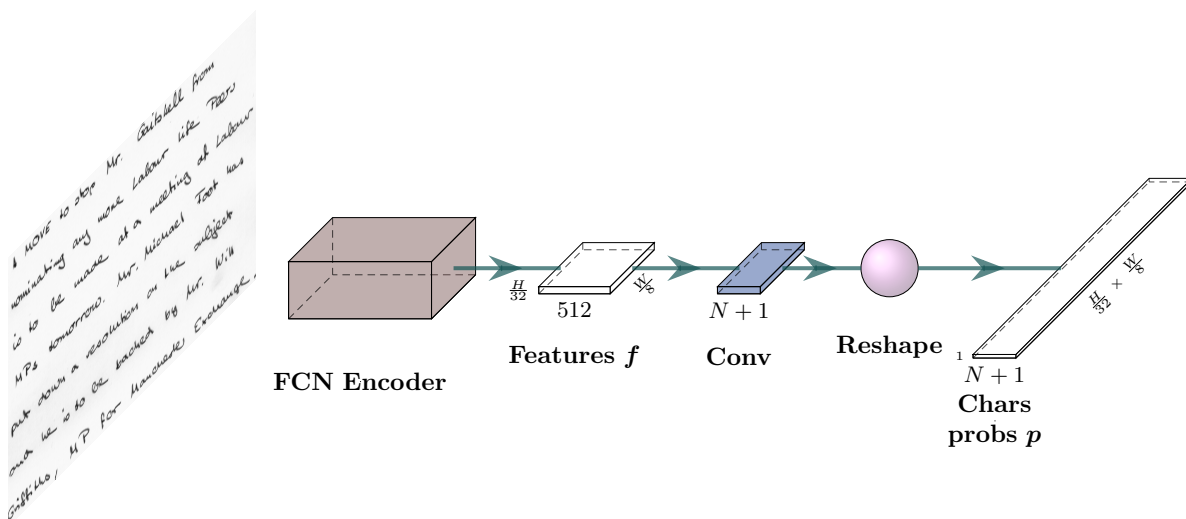 A MOVE to stop Mr. Gaitskell from
nominating any more Labour life Peers
is to be made at a meeting of Labour
MPs tomorrow. Mr. Michael Foot has
put down a resolution on the subject
and he is to be backed by Mr. Will
Griffiths, MP for Manchester Exchange.
FCN Encoder
H/32
512
W/8
Features f
N + 1
Conv
Reshape
1
N + 1
H/32 × W/8
Chars
probs p